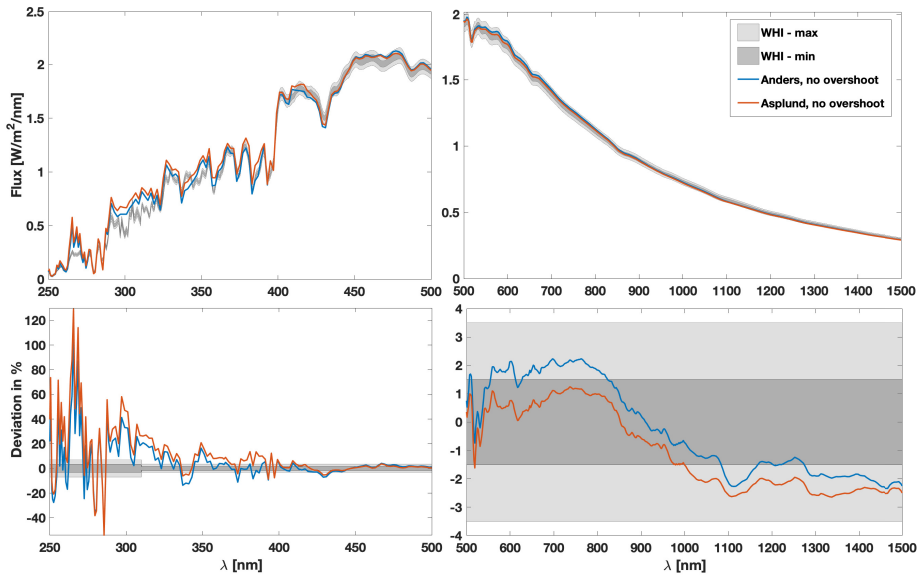 Flux [W/m²/nm]
2.5
2
1.5
1
0.5
0
250 300 350 400 450 500
2
1.5
1
0.5
0
500 600 700 800 900 1000 1100 1200 1300 1400 1500
WHI - max
WHI - min
Anders, no overshoot
Asplund, no overshoot
Deviation in %
120
100
80
60
40
20
0
-20
-40
250 300 350 400 450 500
λ [nm]
4
3
2
1
0
-1
-2
-3
-4
500 600 700 800 900 1000 1100 1200 1300 1400 1500
λ [nm]